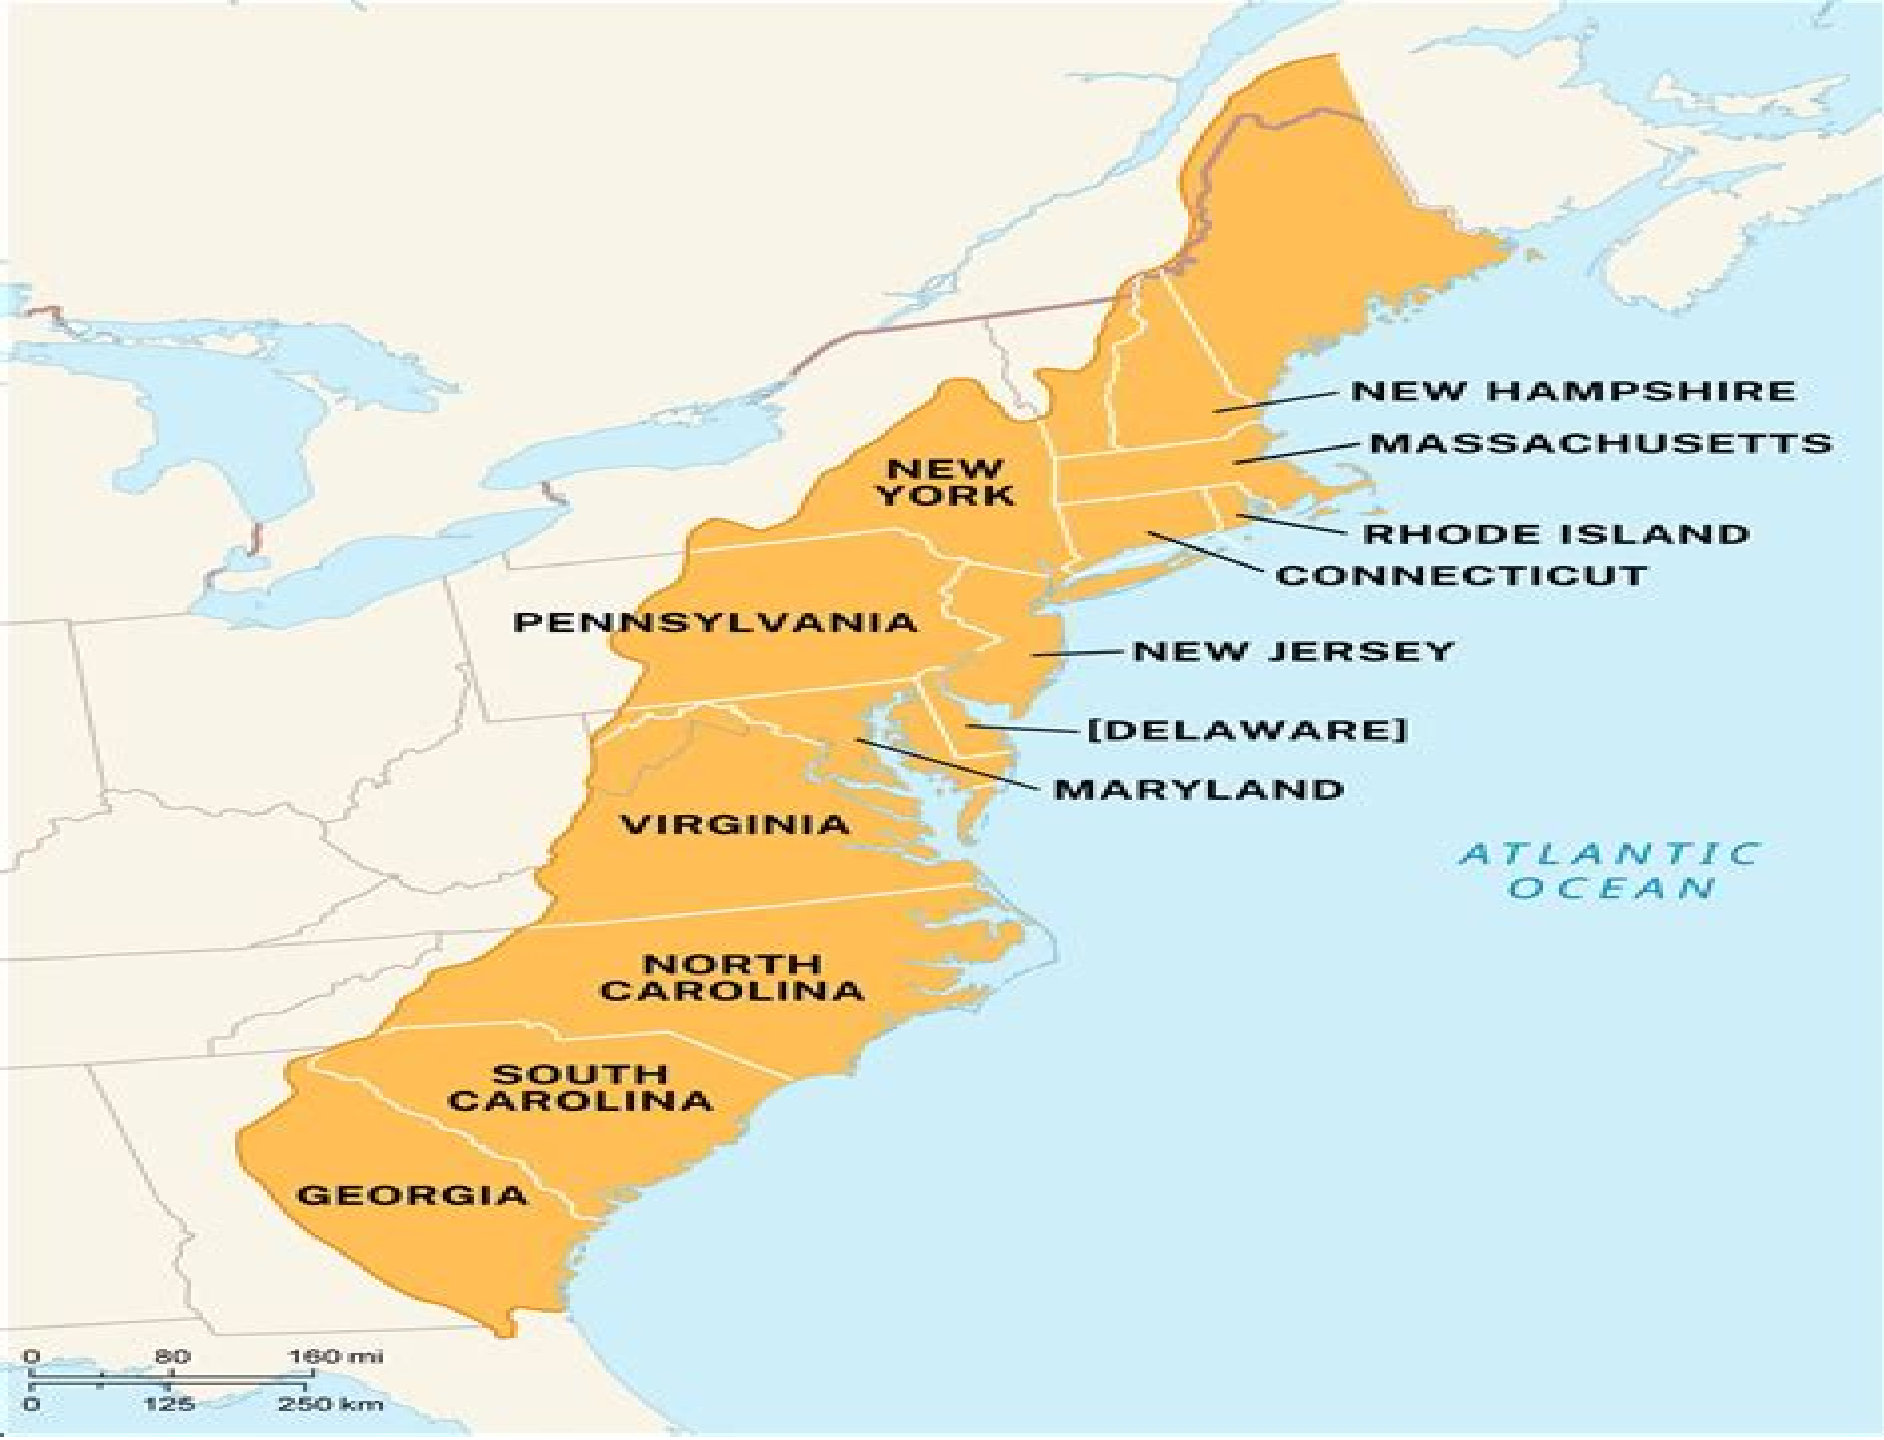 NEW HAMPSHIRE
MASSACHUSETTS
NEW
YORK
RHODE ISLAND
CONNECTICUT
PENNSYLVANIA
NEW JERSEY
[DELAWARE]
MARYLAND
VIRGINIA
ATLANTIC
OCEAN
NORTH
CAROLINA
SOUTH
CAROLINA
GEORGIA
0 80 160 mi
0 125 250 km